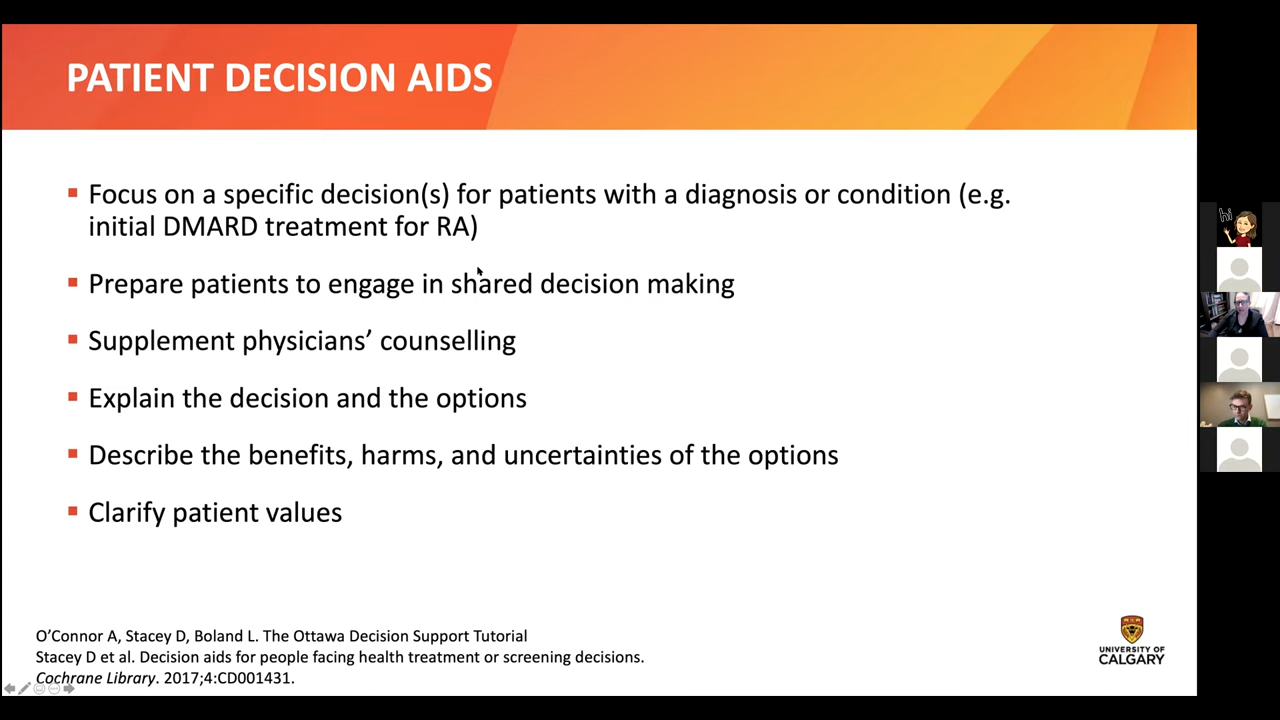 PATIENT DECISION AIDS
Focus on a specific decision(s) for patients with a diagnosis or condition (e.g.
initial DMARD treatment for RA)
Prepare patients to engage in shared decision making
Supplement physicians’ counselling
Explain the decision and the options
Describe the benefits, harms, and uncertainties of the options
Clarify patient values
O’Connor A, Stacey D, Boland L. The Ottawa Decision Support Tutorial
Stacey D et al. Decision aids for people facing health treatment or screening decisions.
Cochrane Library. 2017;4:CD001431.
UNIVERSITY OF
CALGARY
hi